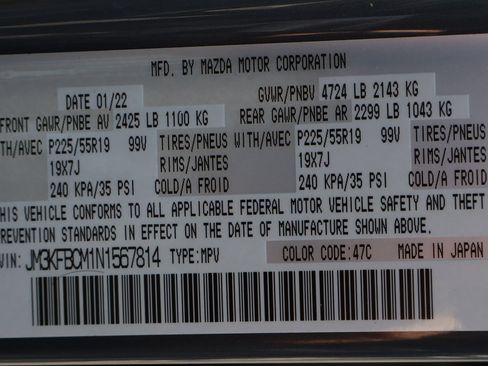 MFD. BY MAZDA MOTOR CORPORATION
DATE 01/22 GVWR/PNBV 4724 LB 2143 KG
FRONT GAWR/PNBE AV 2425 LB 1100 KG REAR GAWR/PNBE AR 2299 LB 1043 KG
WITH/AVEC P225/55R19 99V TIRES/PNEUS WITH/AVEC P225/55R19 99V TIRES/PNEUS
19X7J RIMS/JANTES 19X7J RIMS/JANTES
240 KPA/35 PSI COLD/A FROID 240 KPA/35 PSI COLD/A FROID
THIS VEHICLE CONFORMS TO ALL APPLICABLE FEDERAL MOTOR VEHICLE SAFETY AND THEFT
PREVENTION STANDARDS IN EFFECT ON THE DATE OF MANUFACTURE SHOWN ABOVE.
VIN: JM3KFBCM1N1567814 TYPE:MPV COLOR CODE:47C MADE IN JAPAN